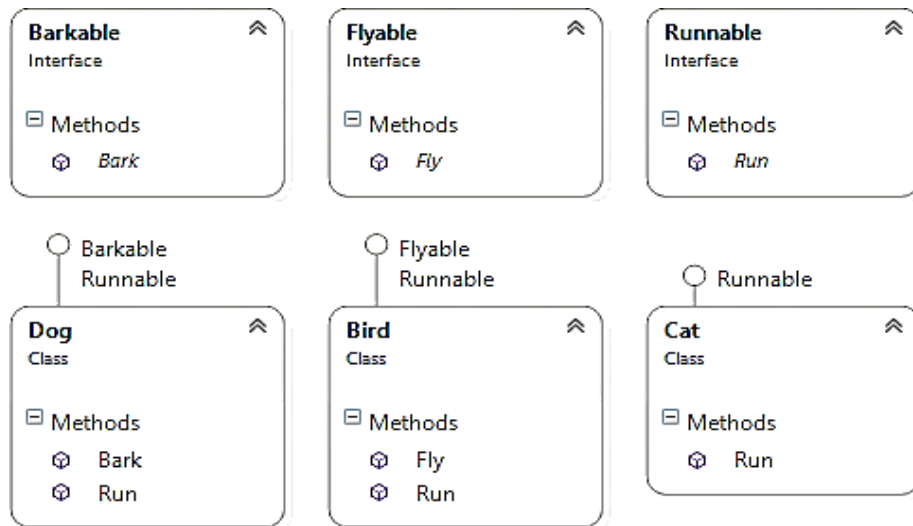 Barkable
Interface
Methods
Bark
Flyable
Interface
Methods
Fly
Runnable
Interface
Methods
Run
Barkable
Runnable
Dog
Class
Methods
Bark
Run
Flyable
Runnable
Bird
Class
Methods
Fly
Run
Runnable
Cat
Class
Methods
Run